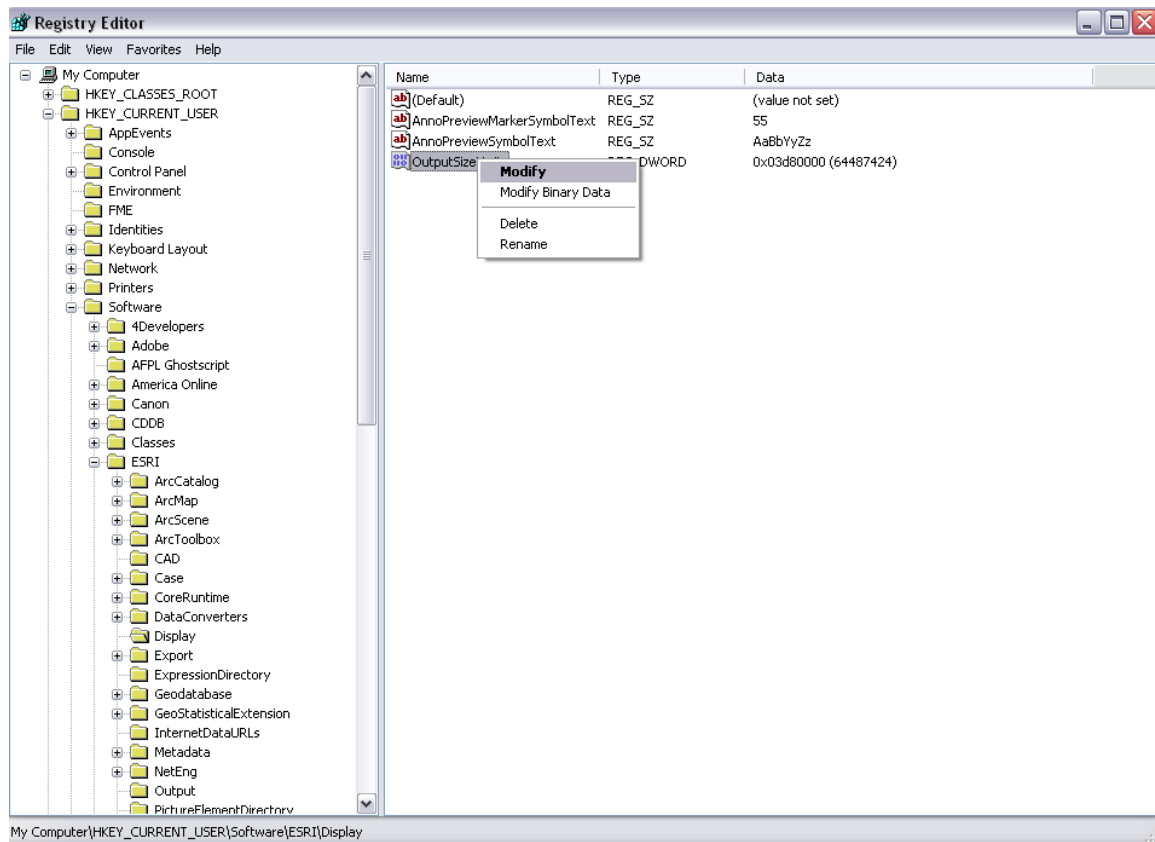 Registry Editor
File Edit View Favorites Help
My Computer
HKEY_CLASSES_ROOT
HKEY_CURRENT_USER
AppEvents
Console
Control Panel
Environment
FME
Identities
Keyboard Layout
Network
Printers
Software
4Developers
Adobe
AFPL Ghostscript
America Online
Canon
CDDB
Classes
ESRI
ArcCatalog
ArcMap
ArcScene
ArcToolbox
CAD
Case
CoreRuntime
DataConverters
Display
Export
ExpressionDirectory
Geodatabase
GeoStatisticalExtension
InternetDataURLs
Metadata
NetEng
Output
PictureElementDirectory
Name Type Data
(Default) REG_SZ (value not set)
AnnoPreviewMarkerSymbolText REG_SZ 55
AnnoPreviewSymbolText REG_SZ AaBbYyZz
OutputSize DWORD 0x03d80000 (64487424)
Modify
Modify Binary Data
Delete
Rename
My Computer\HKEY_CURRENT_USER\Software\ESRI\Display